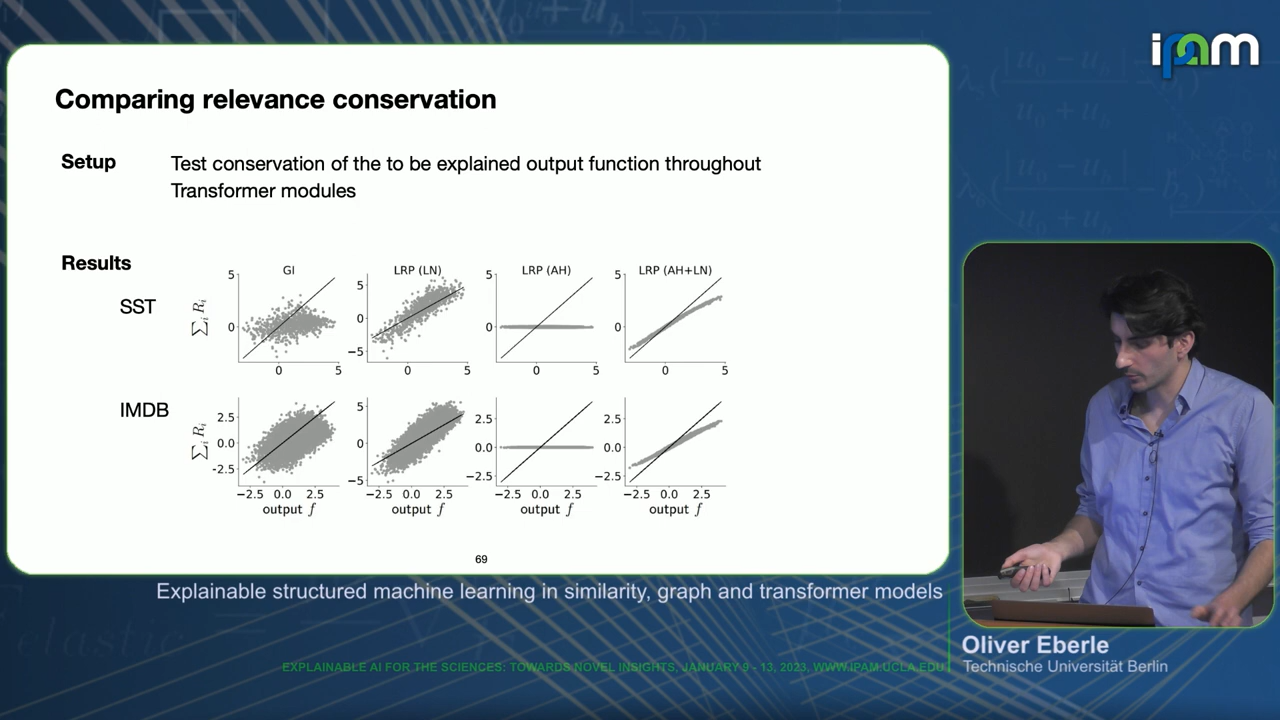 ipam
Comparing relevance conservation
Setup
Test conservation of the to be explained output function throughout
Transformer modules
Results
GI
LRP (LN)
LRP (AH)
LRP (AH+LN)
SST
∑i Ri
5
0
0
5
5
0
−5
0
5
5
0
0
5
5
0
0
5
IMDB
∑i Ri
2.5
0.0
-2.5
−2.5 0.0 2.5
output f
5
0
−5
−2.5 0.0 2.5
output f
2.5
0.0
−2.5
−2.5 0.0 2.5
output f
2.5
0.0
−2.5
−2.5 0.0 2.5
output f
69
Explainable structured machine learning in similarity, graph and transformer models
Oliver Eberle
Technische Universität Berlin
EXPLAINABLE AI FOR THE SCIENCES: TOWARDS NOVEL INSIGHTS, JANUARY 9 - 13, 2023, WWW.IPAM.UCLA.EDU
elastic